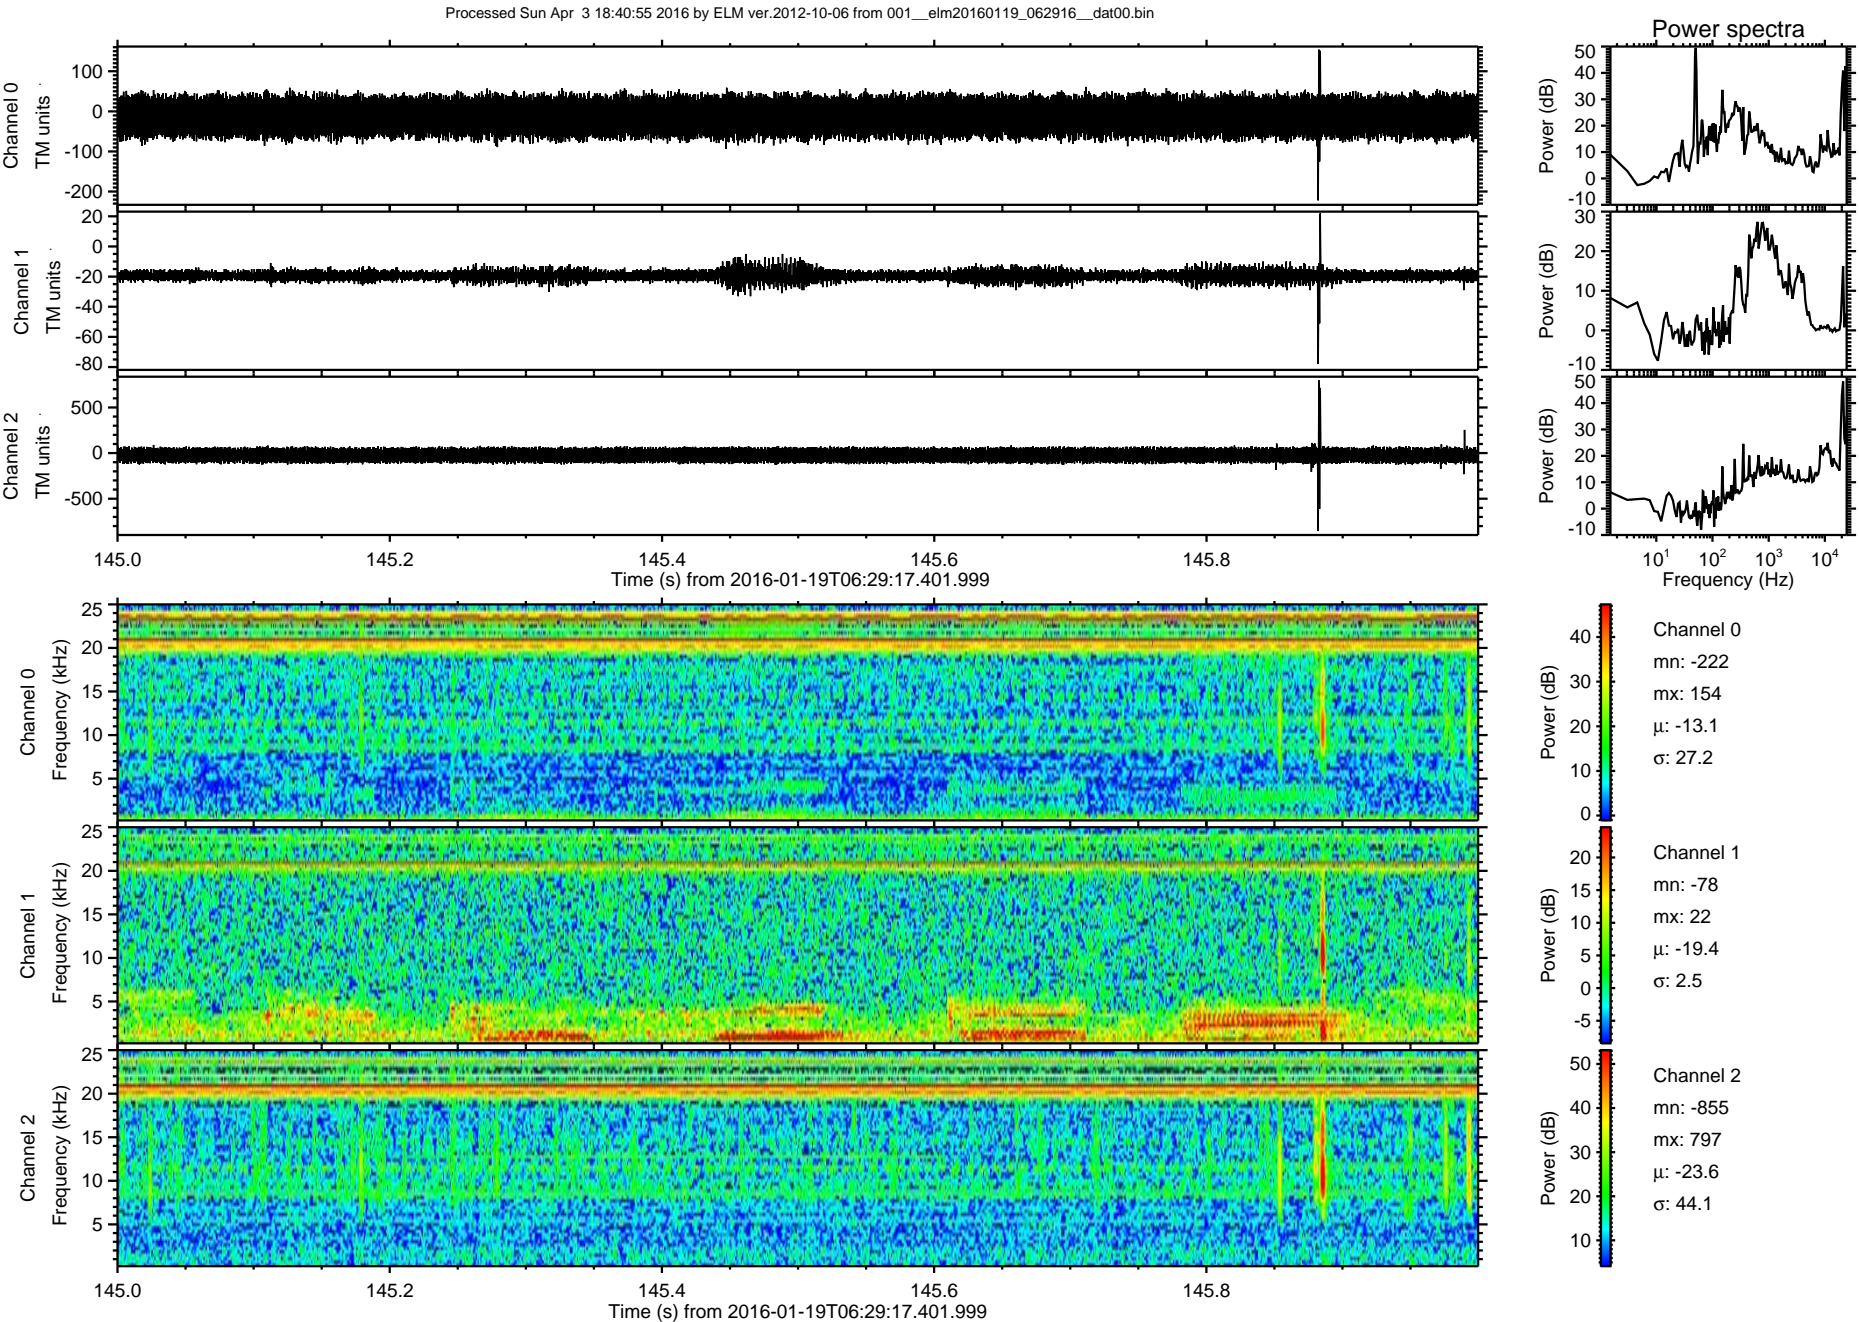 Processed Sun Apr  3 18:40:55 2016 by ELM ver.2012-10-06 from 001__elm20160119_062916__dat00.bin
Power spectra
Channel 0
TM units
100
0
-100
-200
Power (dB)
50
40
30
20
10
0
-10
Channel 1
TM units
20
0
-20
-40
-60
-80
Power (dB)
30
20
10
0
-10
Channel 2
TM units
500
0
-500
Power (dB)
50
40
30
20
10
0
-10
145.0 145.2 145.4 145.6 145.8
Time (s) from 2016-01-19T06:29:17.401.999
10¹ 10² 10³ 10⁴
Frequency (Hz)
Channel 0
Frequency (kHz)
25
20
15
10
5
Power (dB)
40
30
20
10
0
Channel 0
mn: -222
mx: 154
µ: -13.1
σ: 27.2
Channel 1
Frequency (kHz)
25
20
15
10
5
Power (dB)
20
15
10
5
0
-5
Channel 1
mn: -78
mx: 22
µ: -19.4
σ: 2.5
Channel 2
Frequency (kHz)
25
20
15
10
5
Power (dB)
50
40
30
20
10
Channel 2
mn: -855
mx: 797
µ: -23.6
σ: 44.1
145.0 145.2 145.4 145.6 145.8
Time (s) from 2016-01-19T06:29:17.401.999